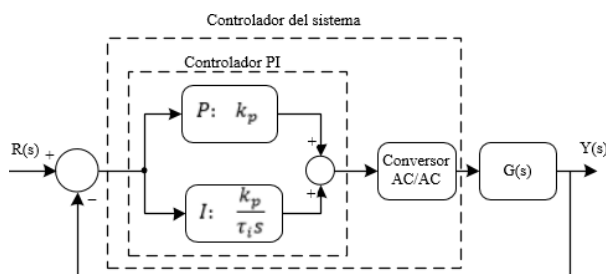 Controlador del sistema
Controlador PI
P: k_p
R(s)
+
−
+
+
Conversor
AC/AC
G(s)
Y(s)
I: k_p / τ_i s